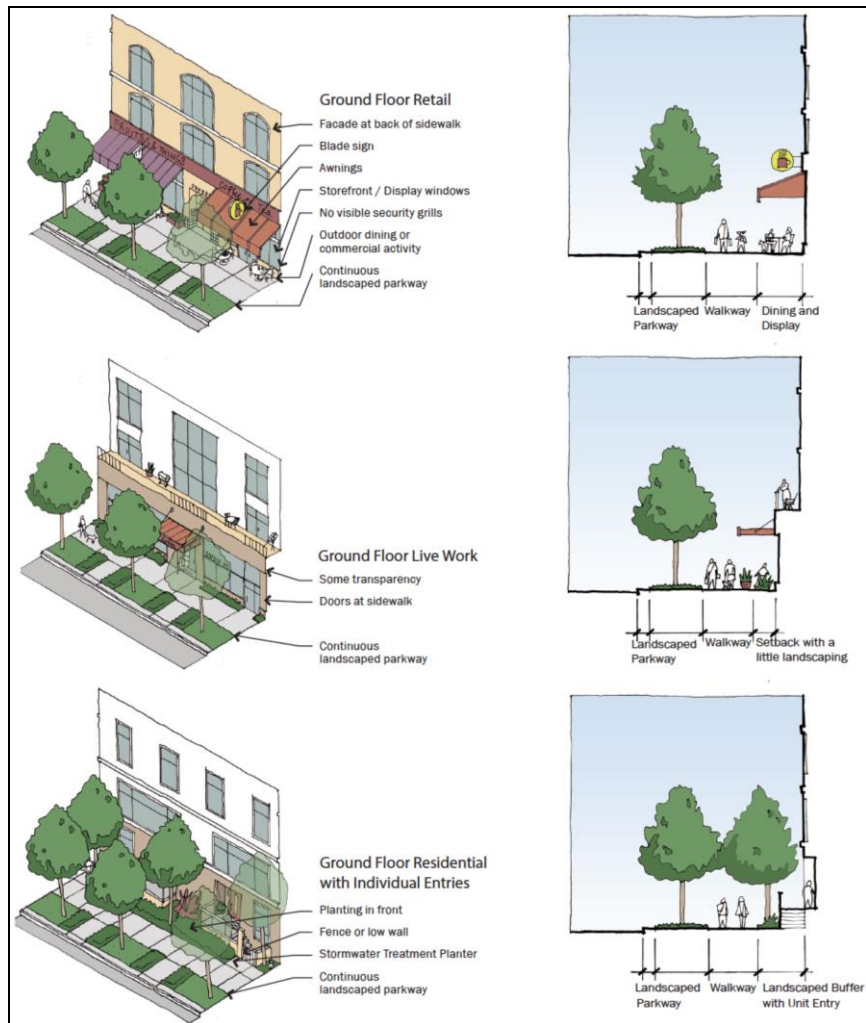 Ground Floor Retail
Facade at back of sidewalk
Blade sign
Awnings
Storefront / Display windows
No visible security grills
Outdoor dining or
commercial activity
Continuous
landscaped parkway
Landscaped
Parkway
Walkway
Dining and
Display
Ground Floor Live Work
Some transparency
Doors at sidewalk
Continuous
landscaped parkway
Landscaped
Parkway
Walkway
Setback with a
little landscaping
Ground Floor Residential
with Individual Entries
Planting in front
Fence or low wall
Stormwater Treatment Planter
Continuous
landscaped parkway
Landscaped
Parkway
Walkway
Landscaped Buffer
with Unit Entry